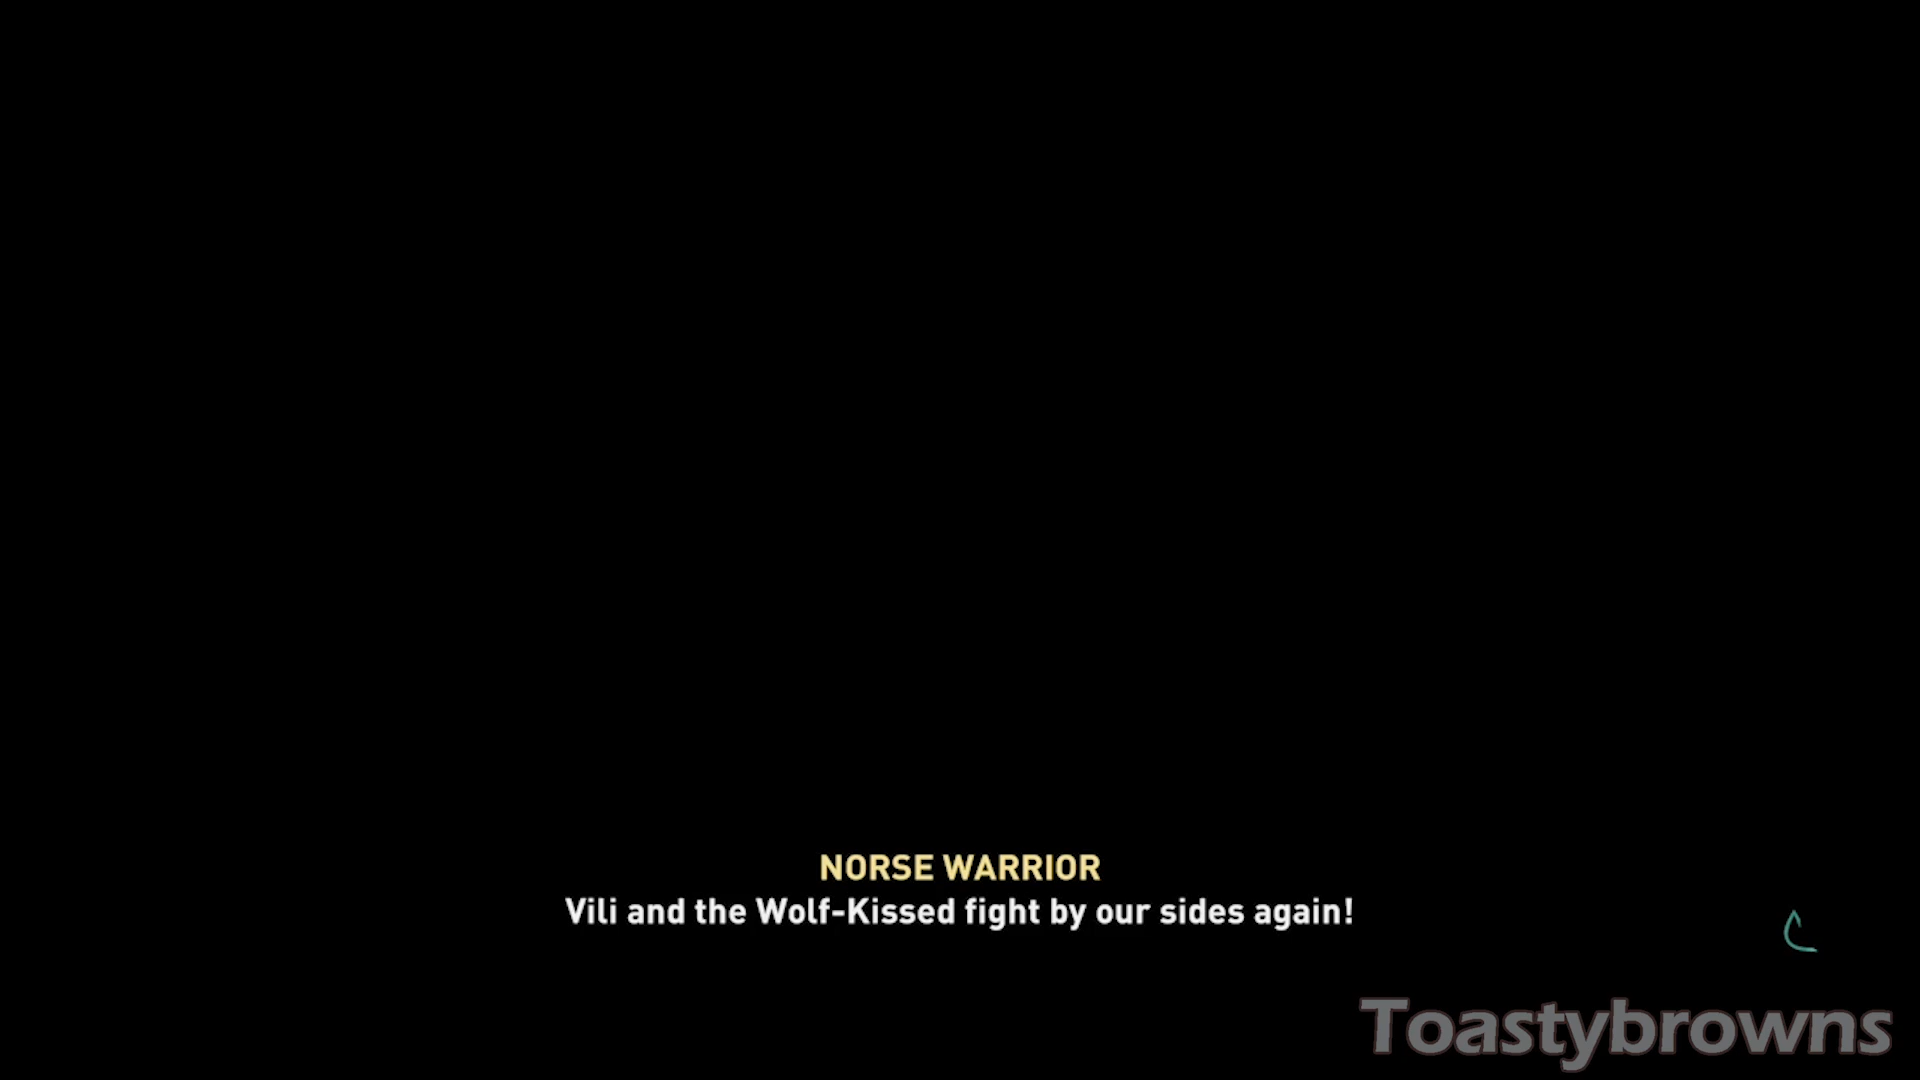 NORSE WARRIOR
Vili and the Wolf-Kissed fight by our sides again!
Toastybrowns